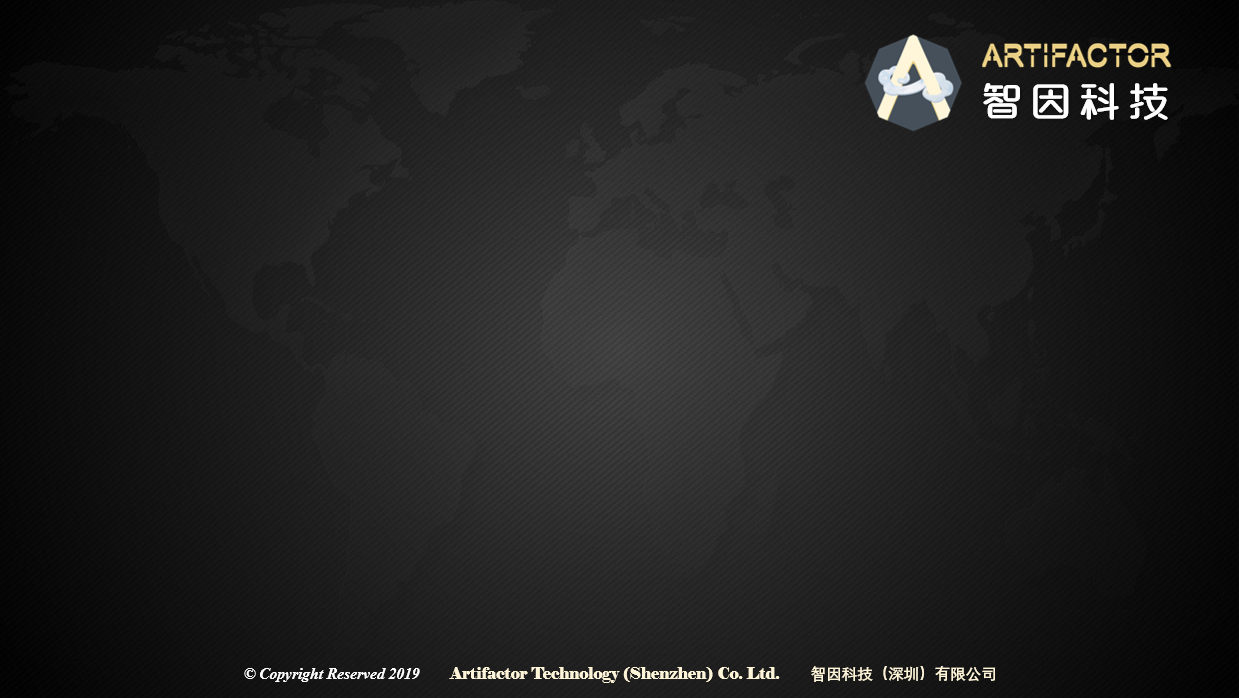 ARTIFACTOR
智因科技
© Copyright Reserved 2019 Artifactor Technology (Shenzhen) Co. Ltd. 智因科技（深圳）有限公司